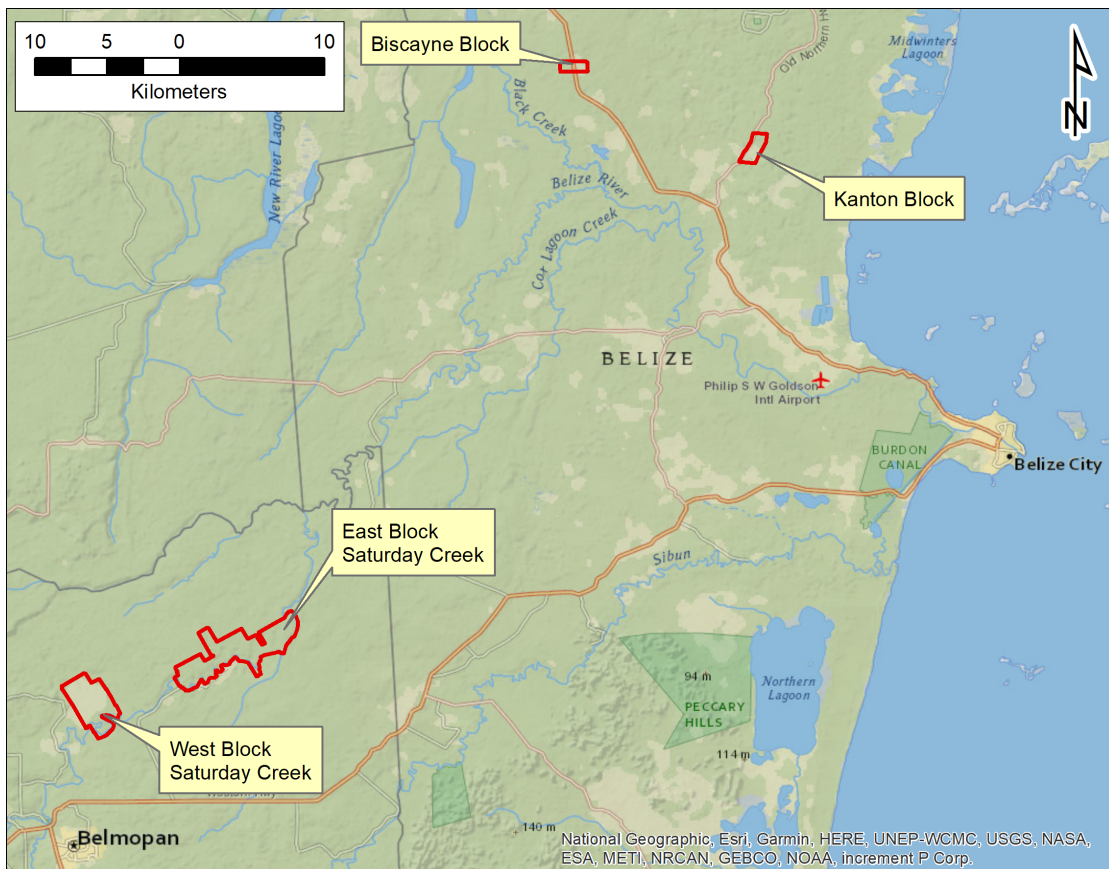 10 5 0 10
Kilometers
Biscayne Block
Old Northern H
Midwinters
Lagoon
N
Black Creek
New River Lagoo
Belize River
Kanton Block
Cox Lagoon Creek
BELIZE
Philip S W Goldson
Intl Airport
BURDON
CANAL
Belize City
East Block
Saturday Creek
Sibun
94 m
Northern
Lagoon
PECCARY
HILLS
West Block
Saturday Creek
114 m
Belmopan
140 m
National Geographic, Esri, Garmin, HERE, UNEP-WCMC, USGS, NASA,
ESA, METI, NRCAN, GEBCO, NOAA, increment P Corp.